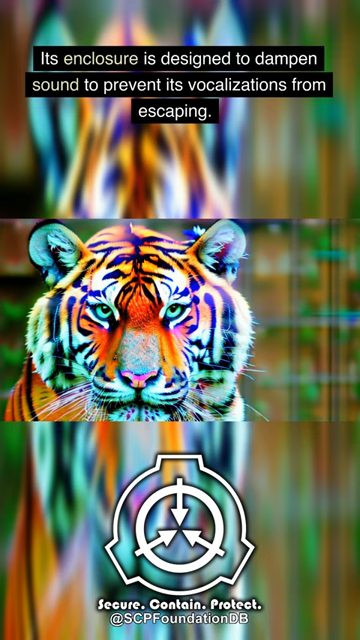 Its enclosure is designed to dampen
sound to prevent its vocalizations from
escaping.
Secure. Contain. Protect.
@SCPFoundationDB